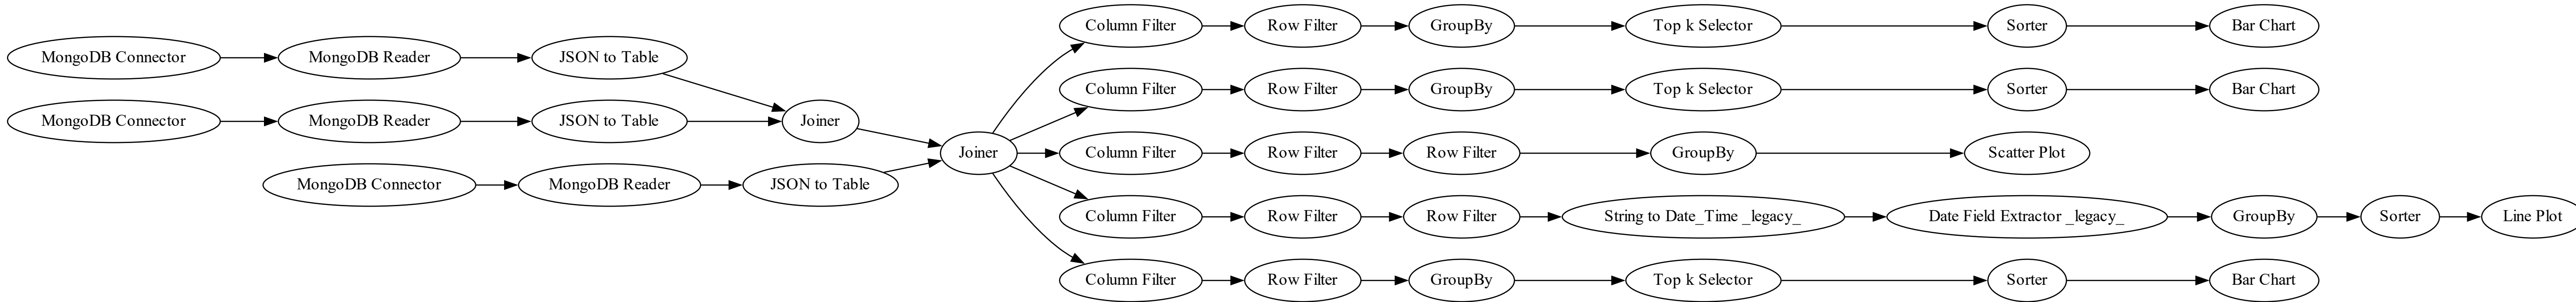 Column Filter
Row Filter
GroupBy
Top k Selector
Sorter
Bar Chart
MongoDB Connector
MongoDB Reader
JSON to Table
Column Filter
Row Filter
GroupBy
Top k Selector
Sorter
Bar Chart
MongoDB Connector
MongoDB Reader
JSON to Table
Joiner
Joiner
Column Filter
Row Filter
Row Filter
GroupBy
Scatter Plot
MongoDB Connector
MongoDB Reader
JSON to Table
Column Filter
Row Filter
Row Filter
String to Date_Time _legacy_
Date Field Extractor _legacy_
GroupBy
Sorter
Line Plot
Column Filter
Row Filter
GroupBy
Top k Selector
Sorter
Bar Chart